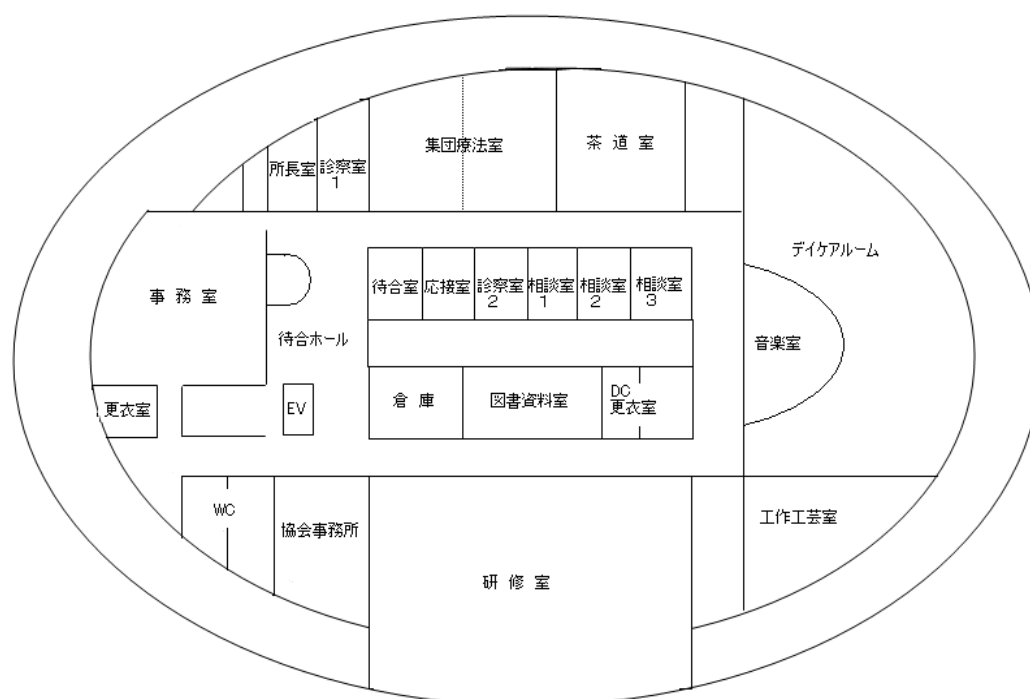 集団療法室
茶道室
所長室
診察室
1
デイケアルーム
事務室
待合室
応接室
診察室
2
相談室
1
相談室
2
相談室
3
待合ホール
音楽室
更衣室
EV
倉庫
図書資料室
DC
更衣室
WC
協会事務所
工作工芸室
研修室